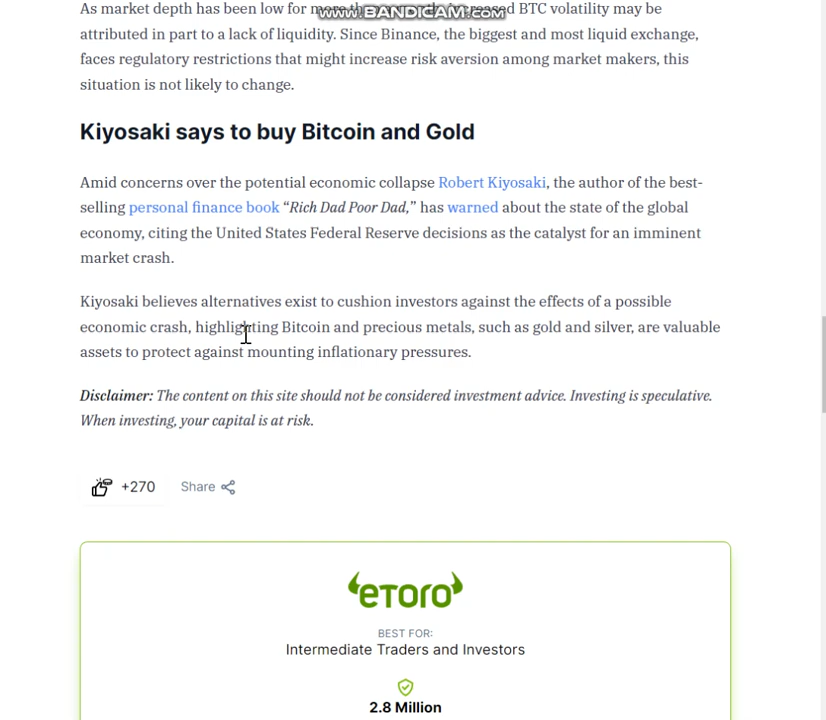 As market depth has been low for BTC volatility may be
www.BANDICAM.com
attributed in part to a lack of liquidity. Since Binance, the biggest and most liquid exchange,
faces regulatory restrictions that might increase risk aversion among market makers, this
situation is not likely to change.
Kiyosaki says to buy Bitcoin and Gold
Amid concerns over the potential economic collapse Robert Kiyosaki, the author of the best-
selling personal finance book “Rich Dad Poor Dad,” has warned about the state of the global
economy, citing the United States Federal Reserve decisions as the catalyst for an imminent
market crash.
Kiyosaki believes alternatives exist to cushion investors against the effects of a possible
economic crash, highlighting Bitcoin and precious metals, such as gold and silver, are valuable
assets to protect against mounting inflationary pressures.
Disclaimer: The content on this site should not be considered investment advice. Investing is speculative.
When investing, your capital is at risk.
+270 Share
eToro
BEST FOR:
Intermediate Traders and Investors
2.8 Million